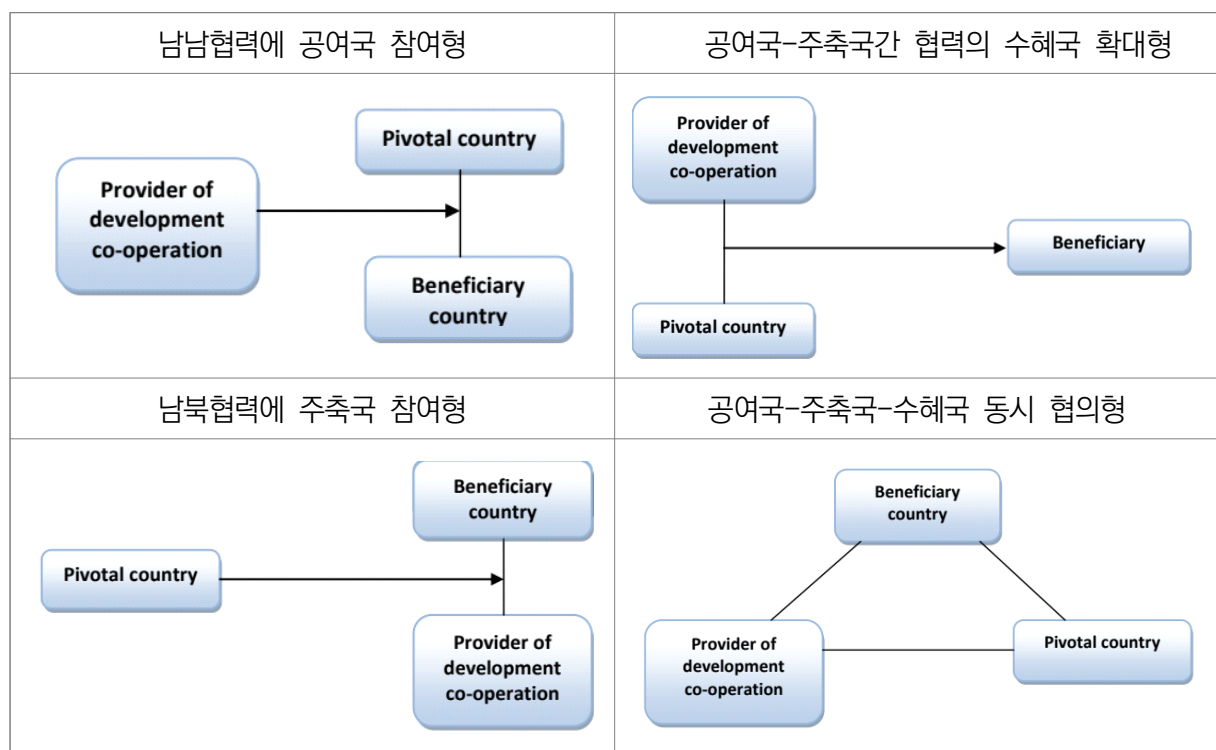 남남협력에 공여국 참여형
공여국-주축국간 협력의 수혜국 확대형
Pivotal country
Provider of
development
co-operation
Beneficiary
country
Provider of
development
co-operation
Beneficiary
Pivotal country
남북협력에 주축국 참여형
공여국-주축국-수혜국 동시 협의형
Beneficiary
country
Pivotal country
Provider of
development
co-operation
Beneficiary
country
Provider of
development
co-operation
Pivotal country